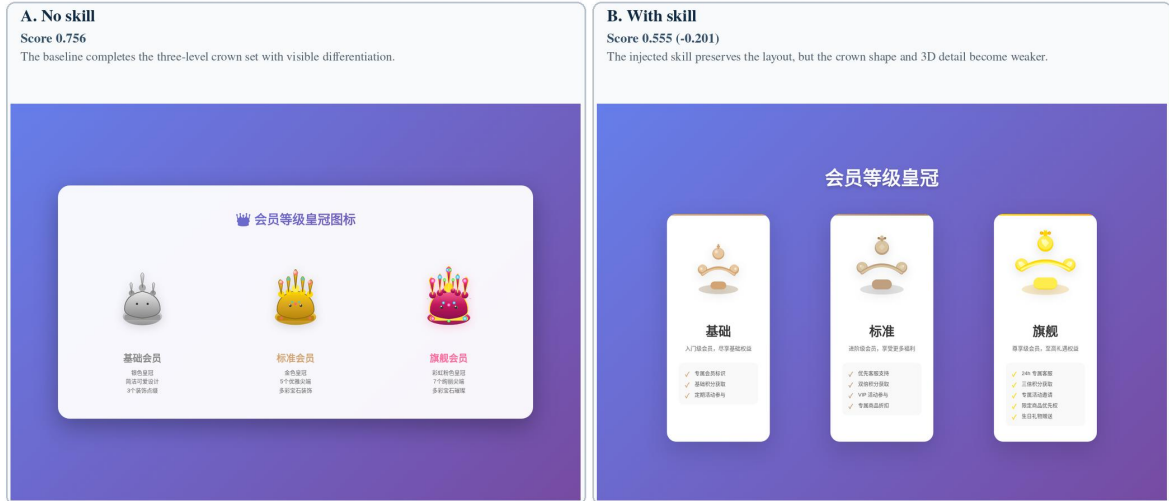 A. No skill
Score 0.756
The baseline completes the three-level crown set with visible differentiation.
会员等级皇冠图标
基础会员
银色皇冠
简洁可爱设计
3个装饰点缀
标准会员
金色皇冠
5个优雅尖端
多彩宝石装饰
旗舰会员
彩虹粉色皇冠
7个绚丽尖端
多彩宝石璀璨
B. With skill
Score 0.555 (-0.201)
The injected skill preserves the layout, but the crown shape and 3D detail become weaker.
会员等级皇冠
基础
入门级会员，尽享基础权益
✓ 专属会员标识
✓ 基础积分获取
✓ 定期活动参与
标准
进阶级会员，享受更多福利
✓ 优先客服支持
✓ 双倍积分获取
✓ VIP 活动参与
✓ 专属商品折扣
旗舰
尊享级会员，至高礼遇权益
✓ 24h 专属客服
✓ 三倍积分获取
✓ 专属活动邀请
✓ 限定商品优先权
✓ 生日礼物赠送